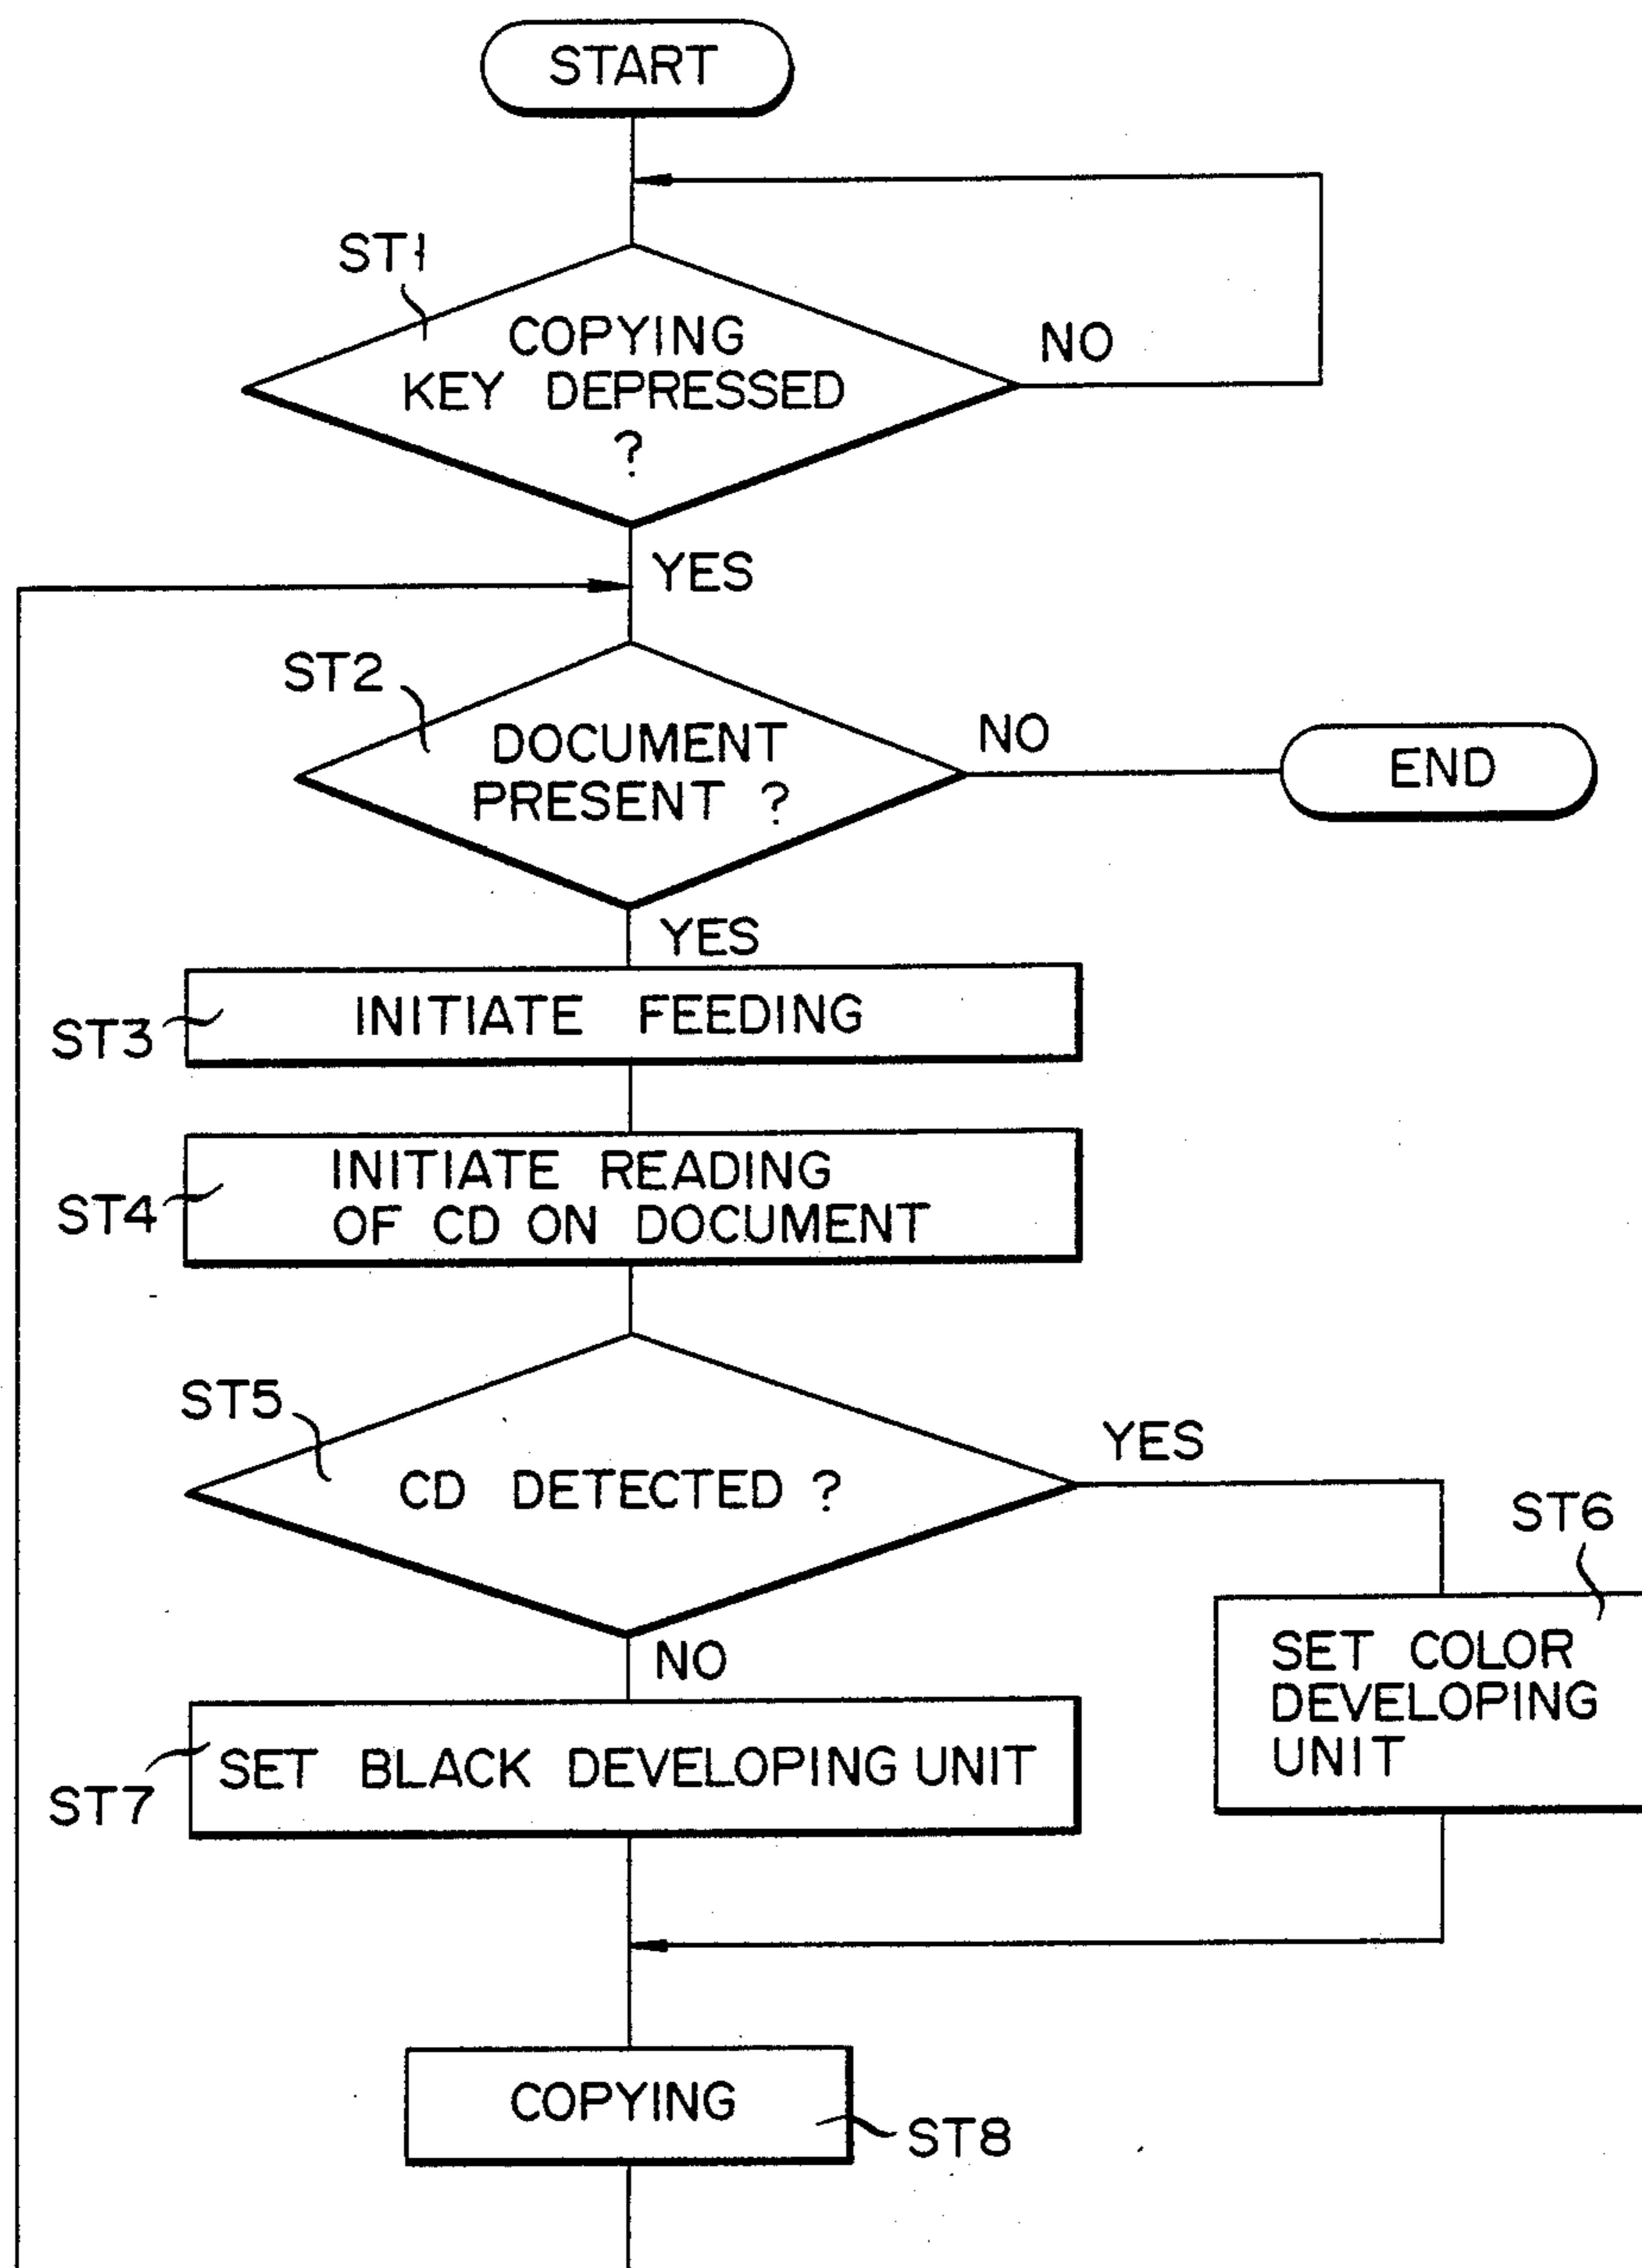 START
ST1
COPYING
KEY DEPRESSED
?
NO
YES
ST2
DOCUMENT
PRESENT ?
NO
END
YES
ST3
INITIATE FEEDING
ST4
INITIATE READING
OF CD ON DOCUMENT
ST5
CD DETECTED ?
YES
ST6
SET COLOR
DEVELOPING
UNIT
NO
ST7
SET BLACK DEVELOPING UNIT
COPYING
ST8